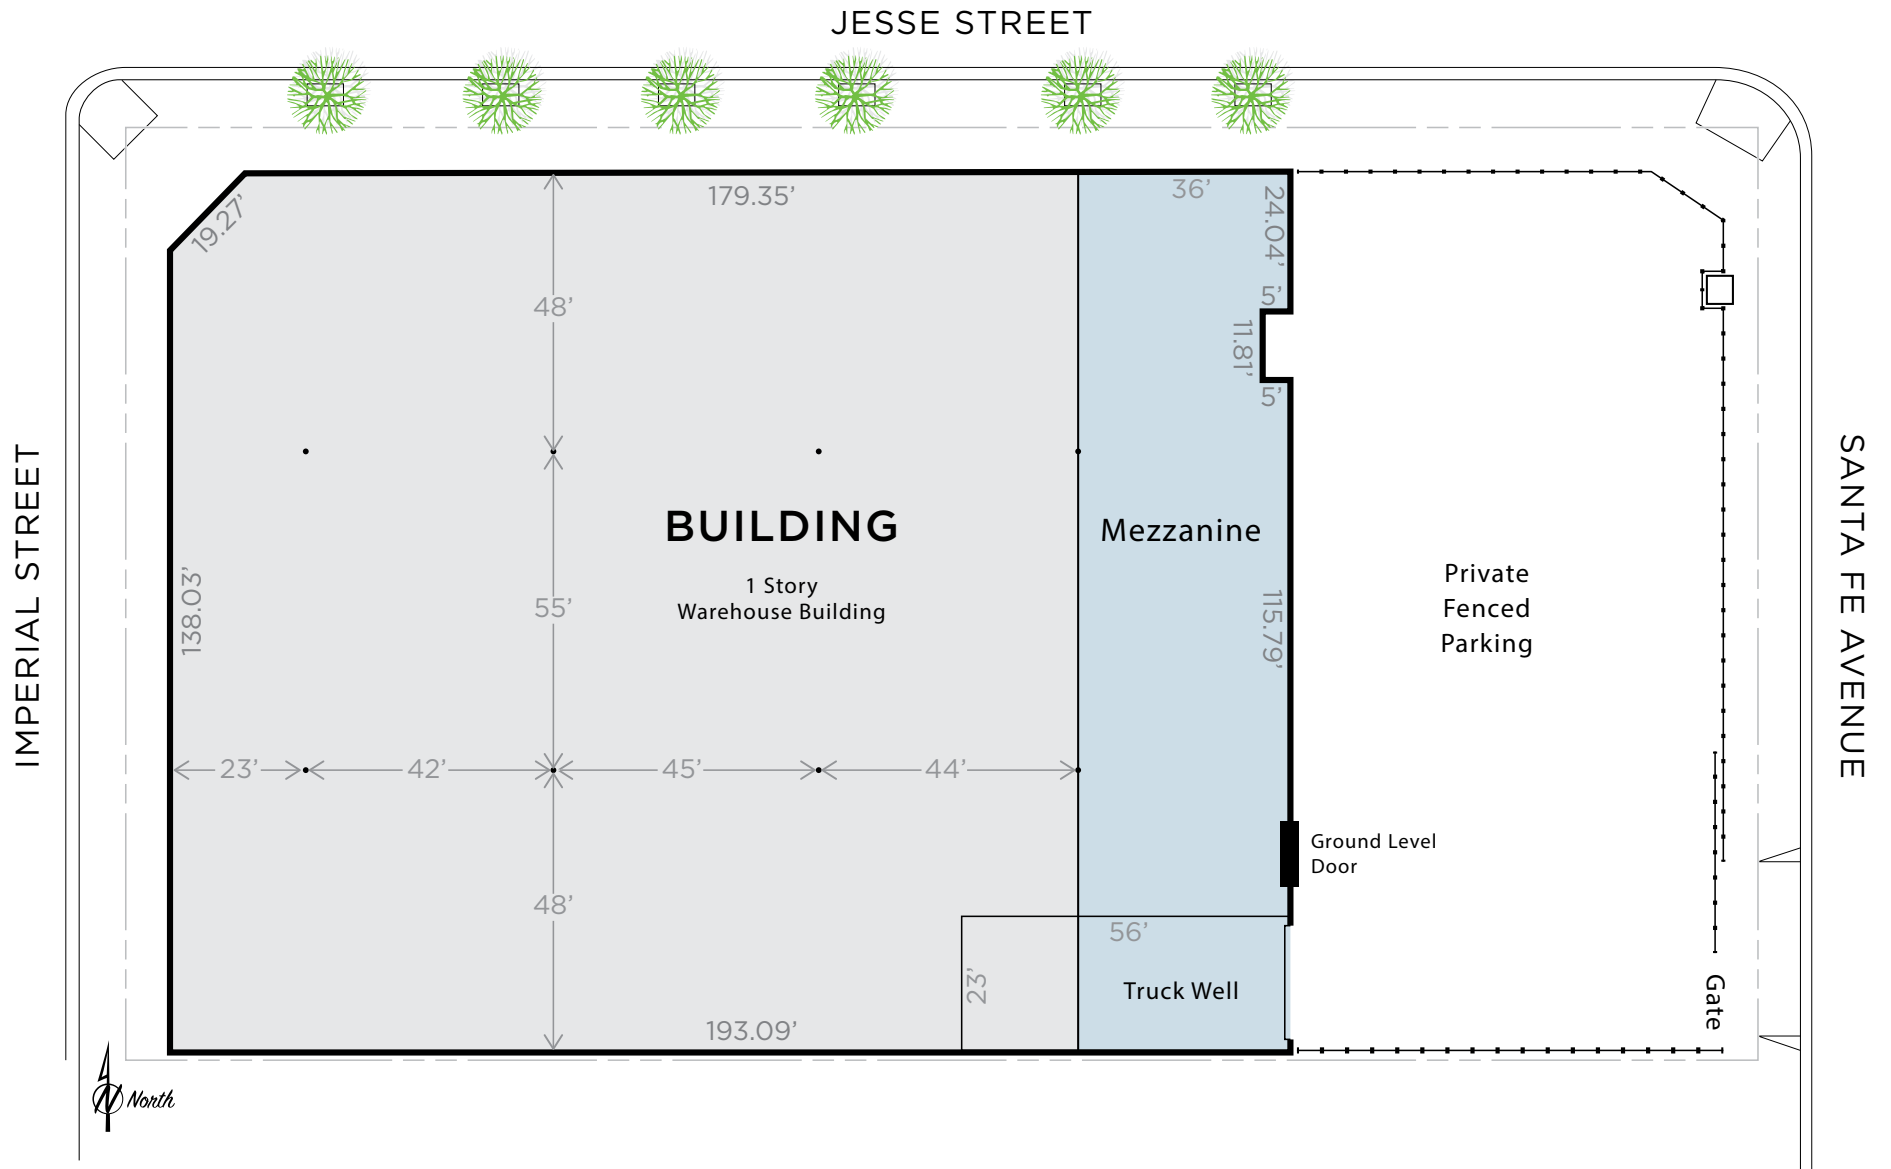 JESSE STREET
179.35’
36’
24.04’
19.27’
48’
5’
11.81’
5’
IMPERIAL STREET
SANTA FE AVENUE
BUILDING
1 Story
Warehouse Building
Mezzanine
Private
Fenced
Parking
138.03’
55’
115.79’
23’
42’
45’
44’
Ground Level
Door
48’
56’
23’
Truck Well
Gate
193.09’
N
North